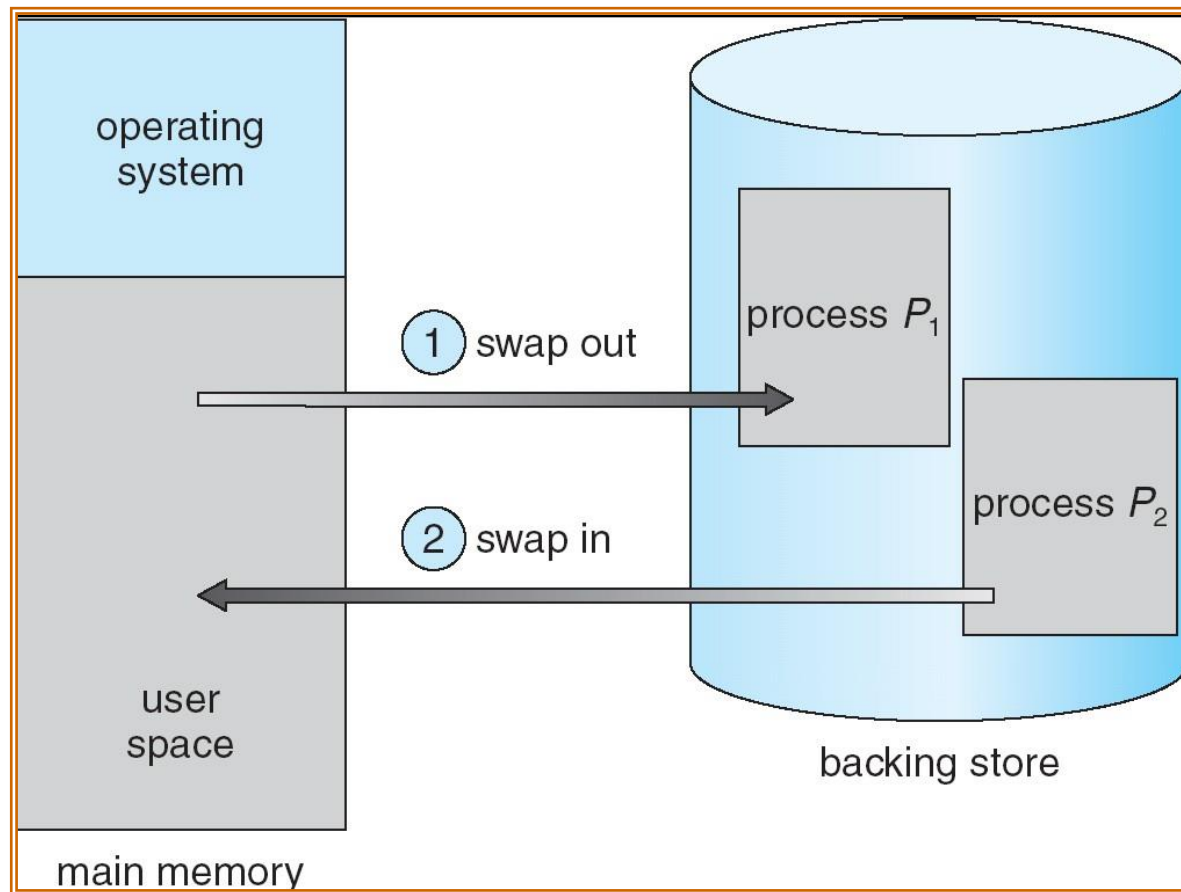 operating
system
1 swap out
process P₁
process P₂
2 swap in
user
space
backing store
main memory